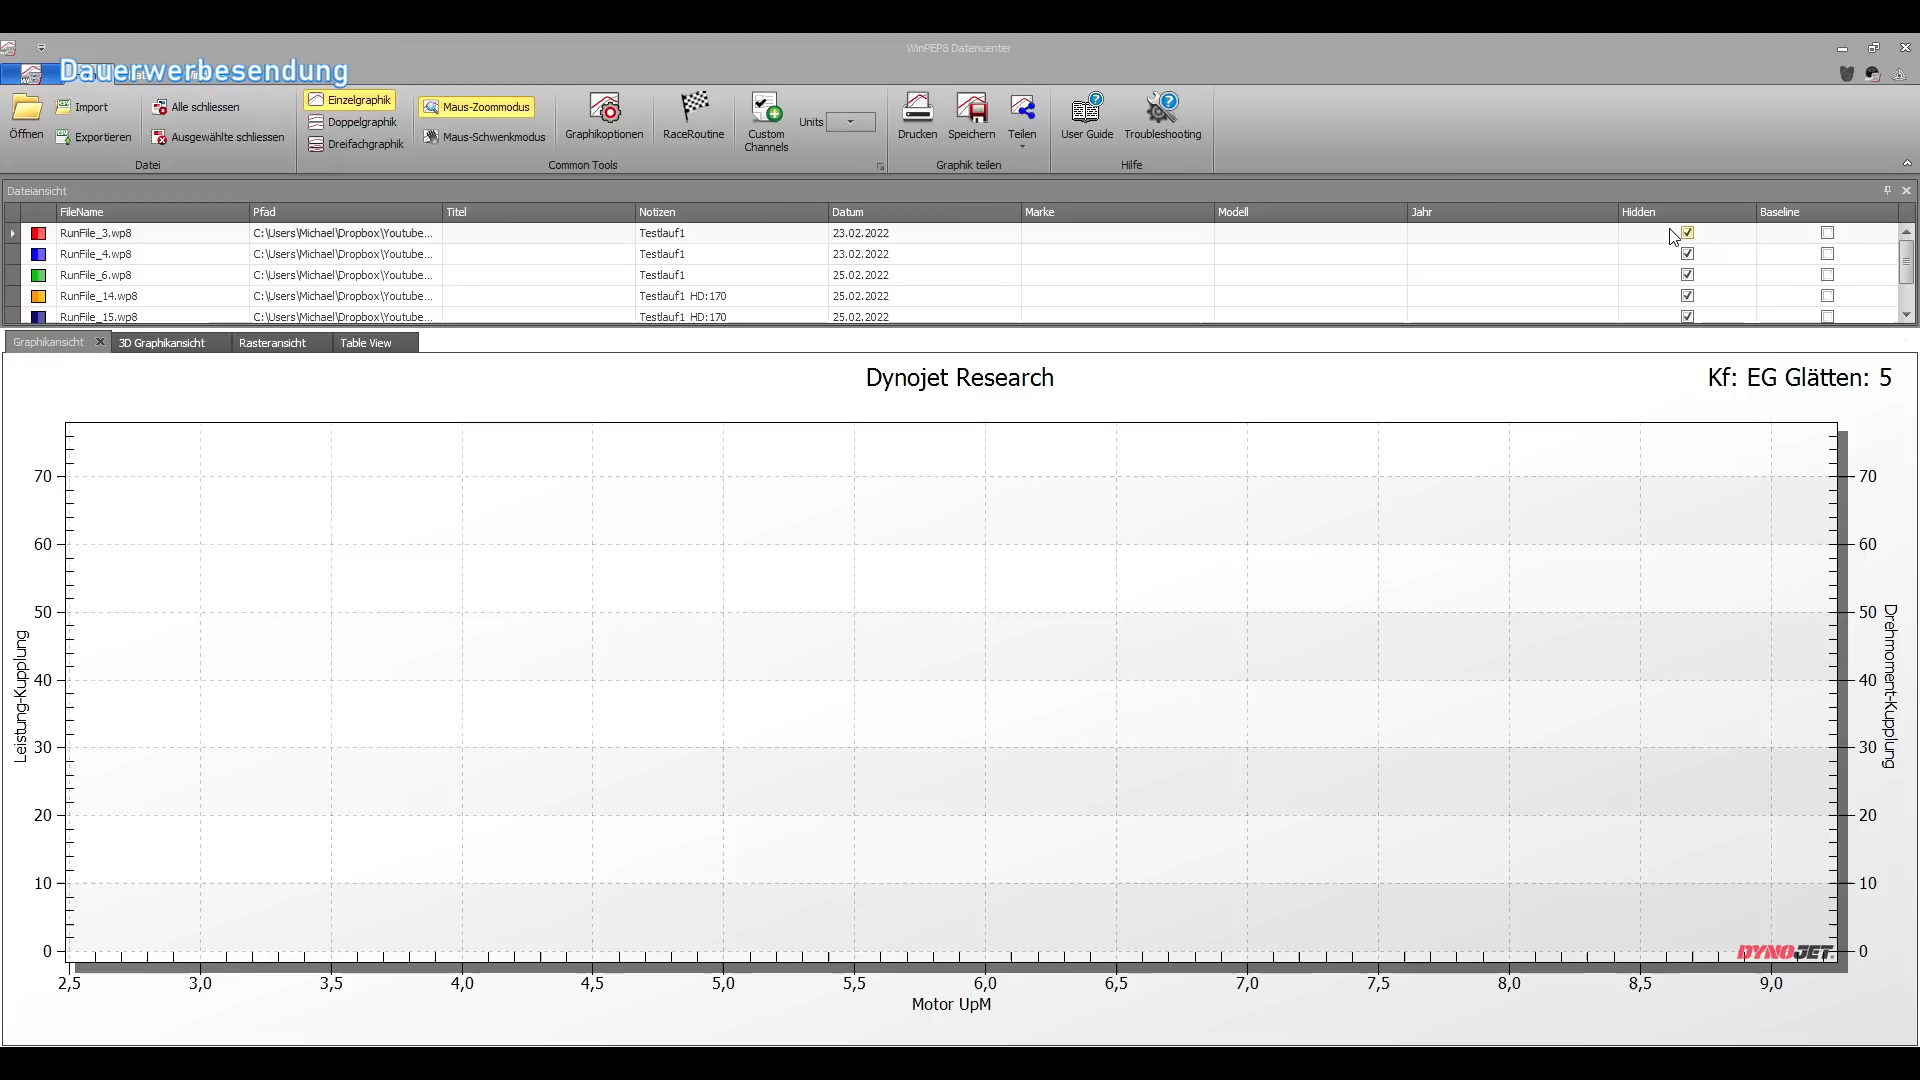 WinPEP8 Datencenter
Dauerwerbesendung
Öffnen
Import
Exportieren
Alle schliessen
Ausgewählte schliessen
Datei
Einzelgraphik
Doppelgraphik
Dreifachgraphik
Maus-Zoommodus
Maus-Schwenkmodus
Graphikoptionen
RaceRoutine
Custom Channels
Units
Common Tools
Drucken
Speichern
Teilen
Graphik teilen
User Guide
Troubleshooting
Hilfe
Dateiansicht
FileName Pfad Titel Notizen Datum Marke Modell Jahr Hidden Baseline
RunFile_3.wp8 C:\Users\Michael\Dropbox\Youtube... Testlauf1 23.02.2022
RunFile_4.wp8 C:\Users\Michael\Dropbox\Youtube... Testlauf1 23.02.2022
RunFile_6.wp8 C:\Users\Michael\Dropbox\Youtube... Testlauf1 25.02.2022
RunFile_14.wp8 C:\Users\Michael\Dropbox\Youtube... Testlauf1 HD:170 25.02.2022
RunFile_15.wp8 C:\Users\Michael\Dropbox\Youtube... Testlauf1 HD:170 25.02.2022
Graphikansicht 3D Graphikansicht Rasteransicht Table View
Dynojet Research
Kf: EG Glätten: 5
70 70
60 60
50 50
40 40
30 30
20 20
10 10
0 0
Leistung-Kupplung
Drehmoment-Kupplung
DYNOJET
2,5 3,0 3,5 4,0 4,5 5,0 5,5 6,0 6,5 7,0 7,5 8,0 8,5 9,0
Motor UpM